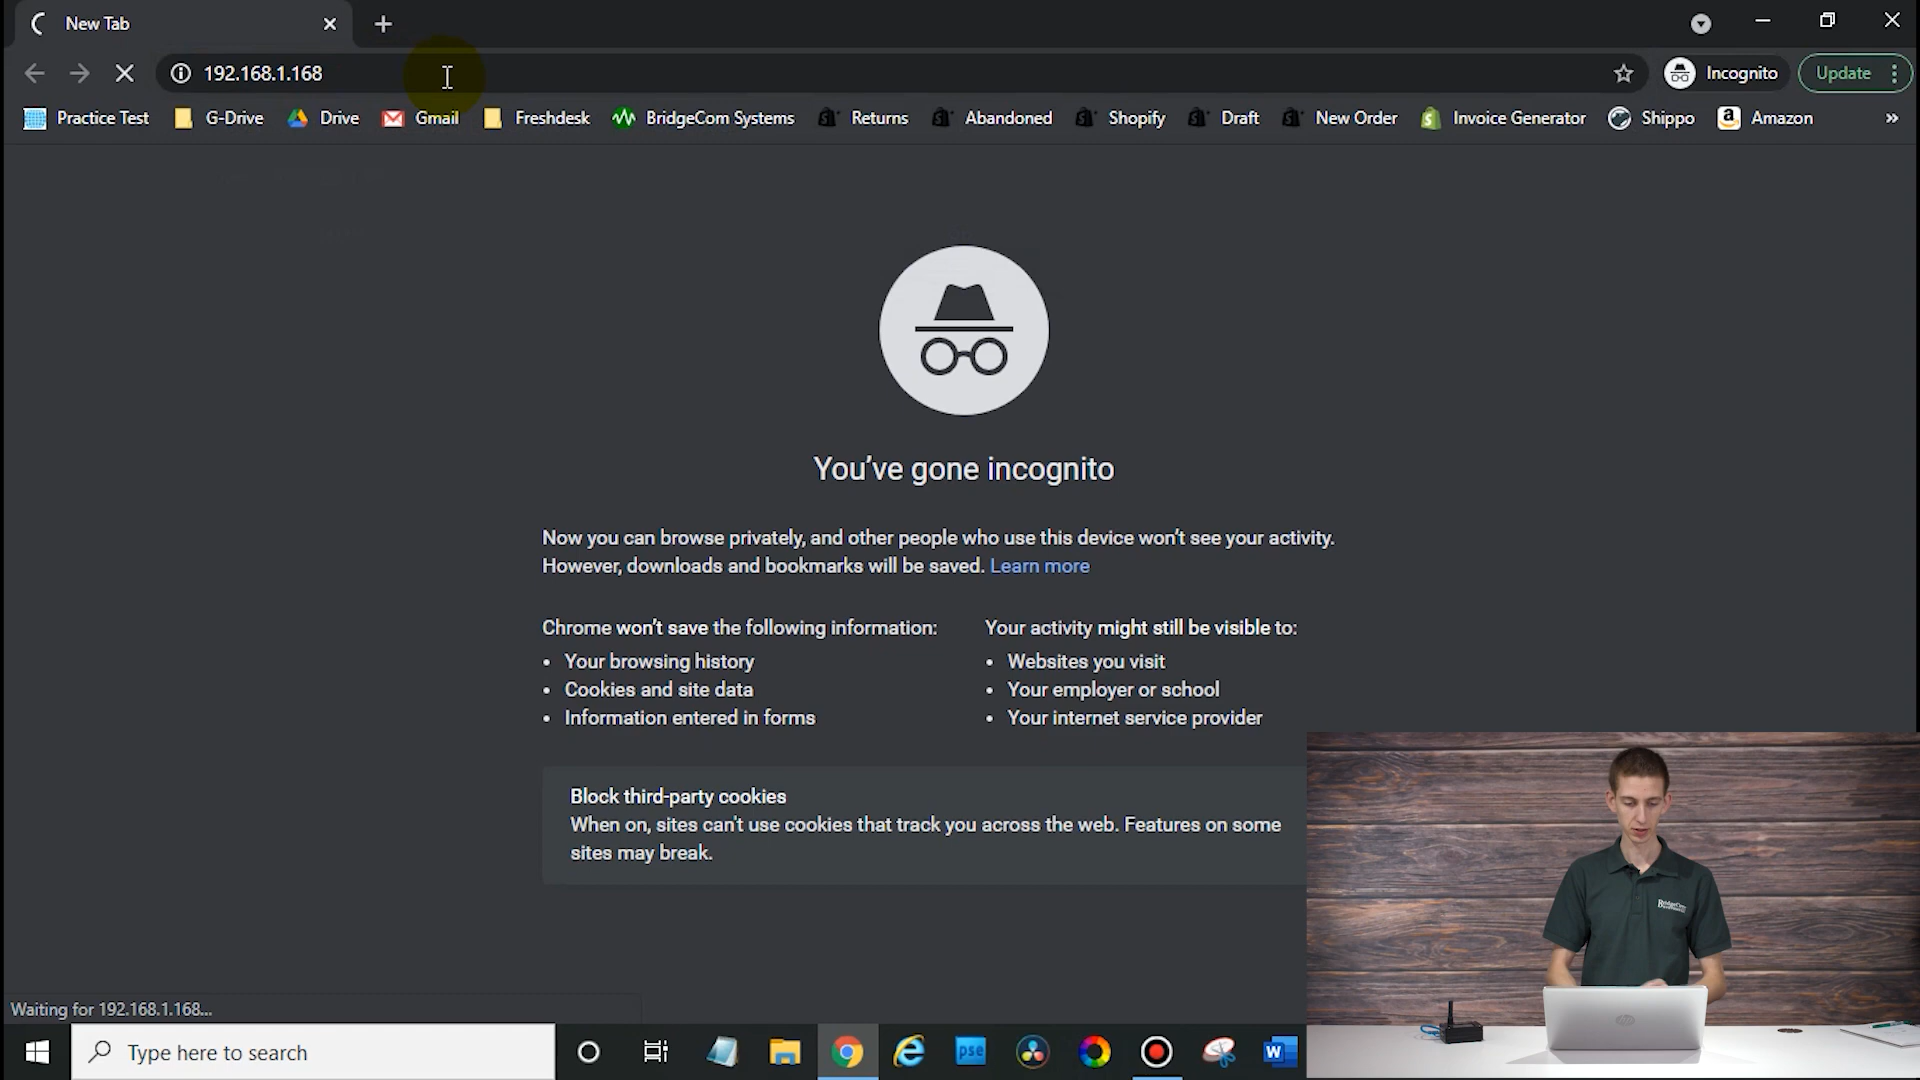 New Tab
192.168.1.168
Incognito
Update
Practice Test
G-Drive
Drive
Gmail
Freshdesk
BridgeCom Systems
Returns
Abandoned
Shopify
Draft
New Order
Invoice Generator
Shippo
Amazon
»
You've gone incognito
Now you can browse privately, and other people who use this device won't see your activity.
However, downloads and bookmarks will be saved. Learn more
Chrome won't save the following information:
• Your browsing history
• Cookies and site data
• Information entered in forms
Your activity might still be visible to:
• Websites you visit
• Your employer or school
• Your internet service provider
Block third-party cookies
When on, sites can't use cookies that track you across the web. Features on some
sites may break.
BridgeCom
hp
Waiting for 192.168.1.168...
Type here to search
pse
W